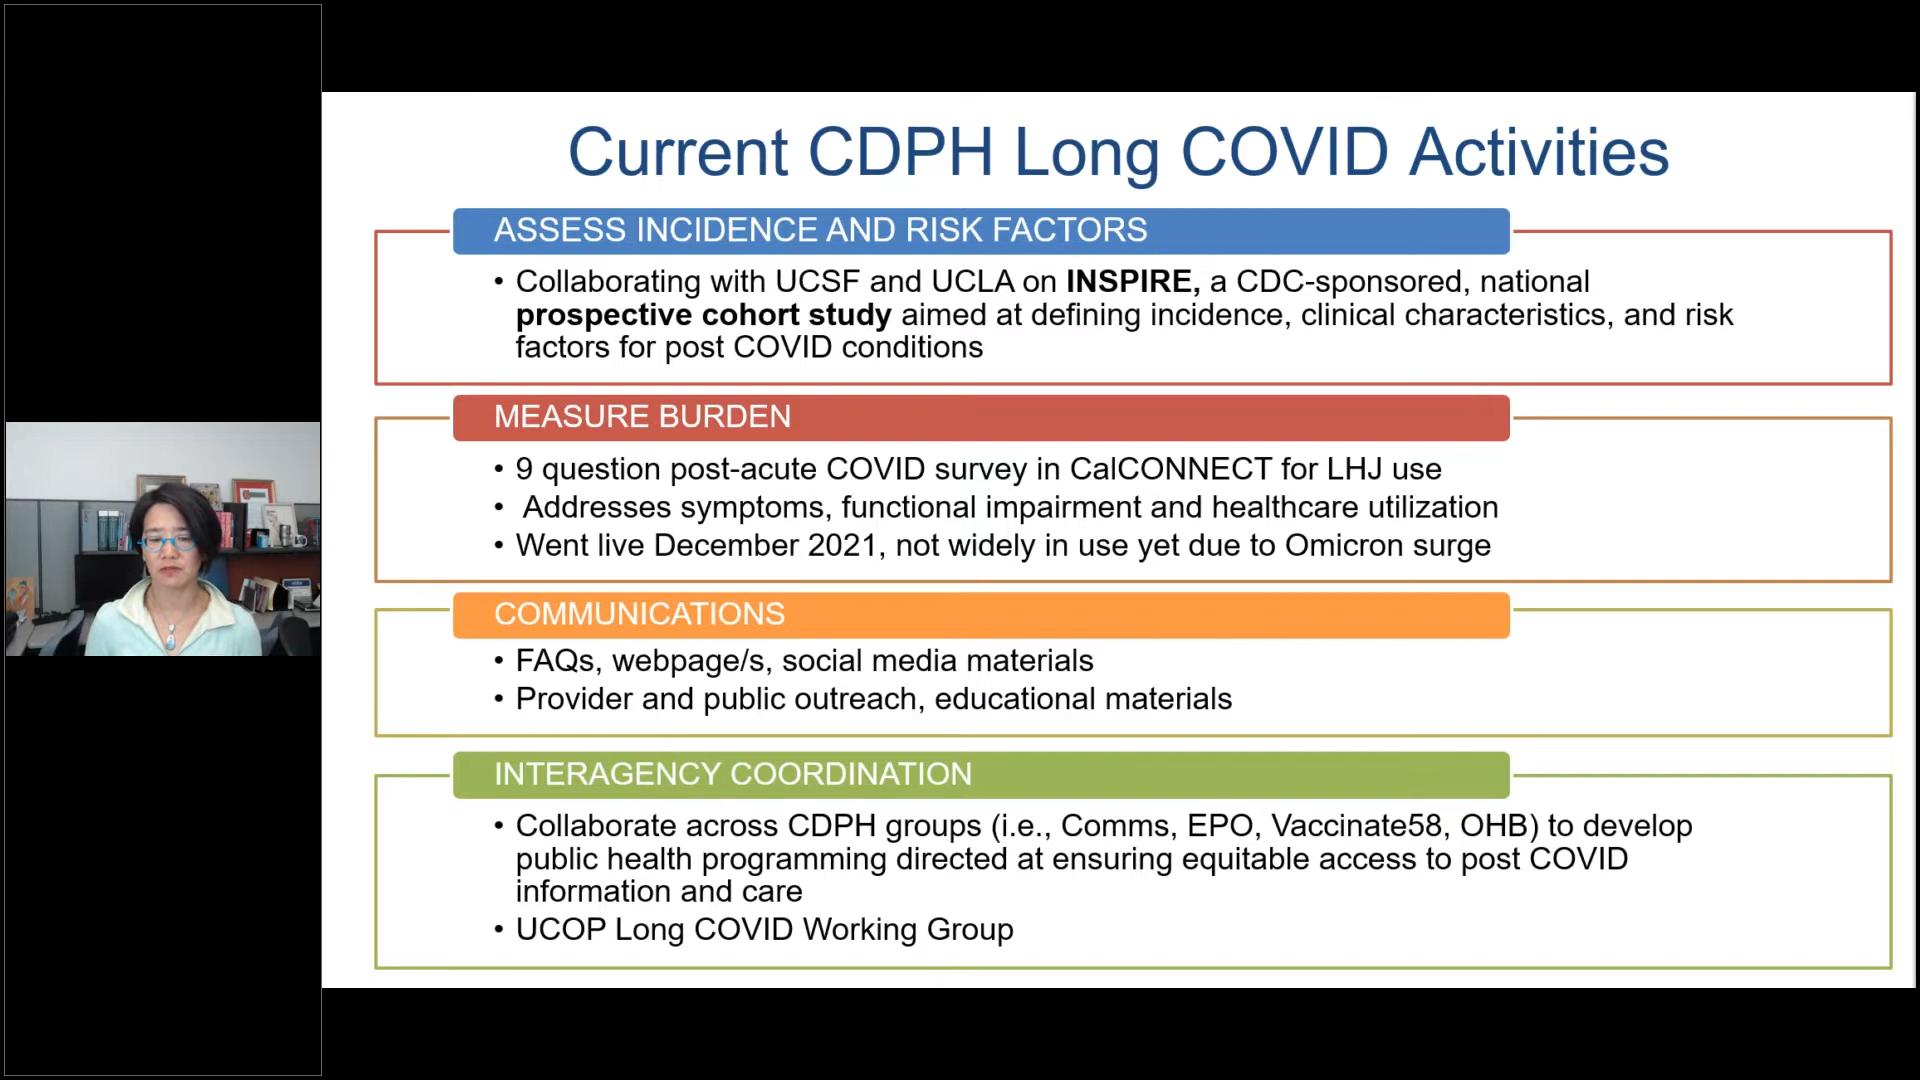 Current CDPH Long COVID Activities
ASSESS INCIDENCE AND RISK FACTORS
• Collaborating with UCSF and UCLA on INSPIRE, a CDC-sponsored, national
prospective cohort study aimed at defining incidence, clinical characteristics, and risk
factors for post COVID conditions
MEASURE BURDEN
• 9 question post-acute COVID survey in CalCONNECT for LHJ use
• Addresses symptoms, functional impairment and healthcare utilization
• Went live December 2021, not widely in use yet due to Omicron surge
COMMUNICATIONS
• FAQs, webpage/s, social media materials
• Provider and public outreach, educational materials
INTERAGENCY COORDINATION
• Collaborate across CDPH groups (i.e., Comms, EPO, Vaccinate58, OHB) to develop
public health programming directed at ensuring equitable access to post COVID
information and care
• UCOP Long COVID Working Group